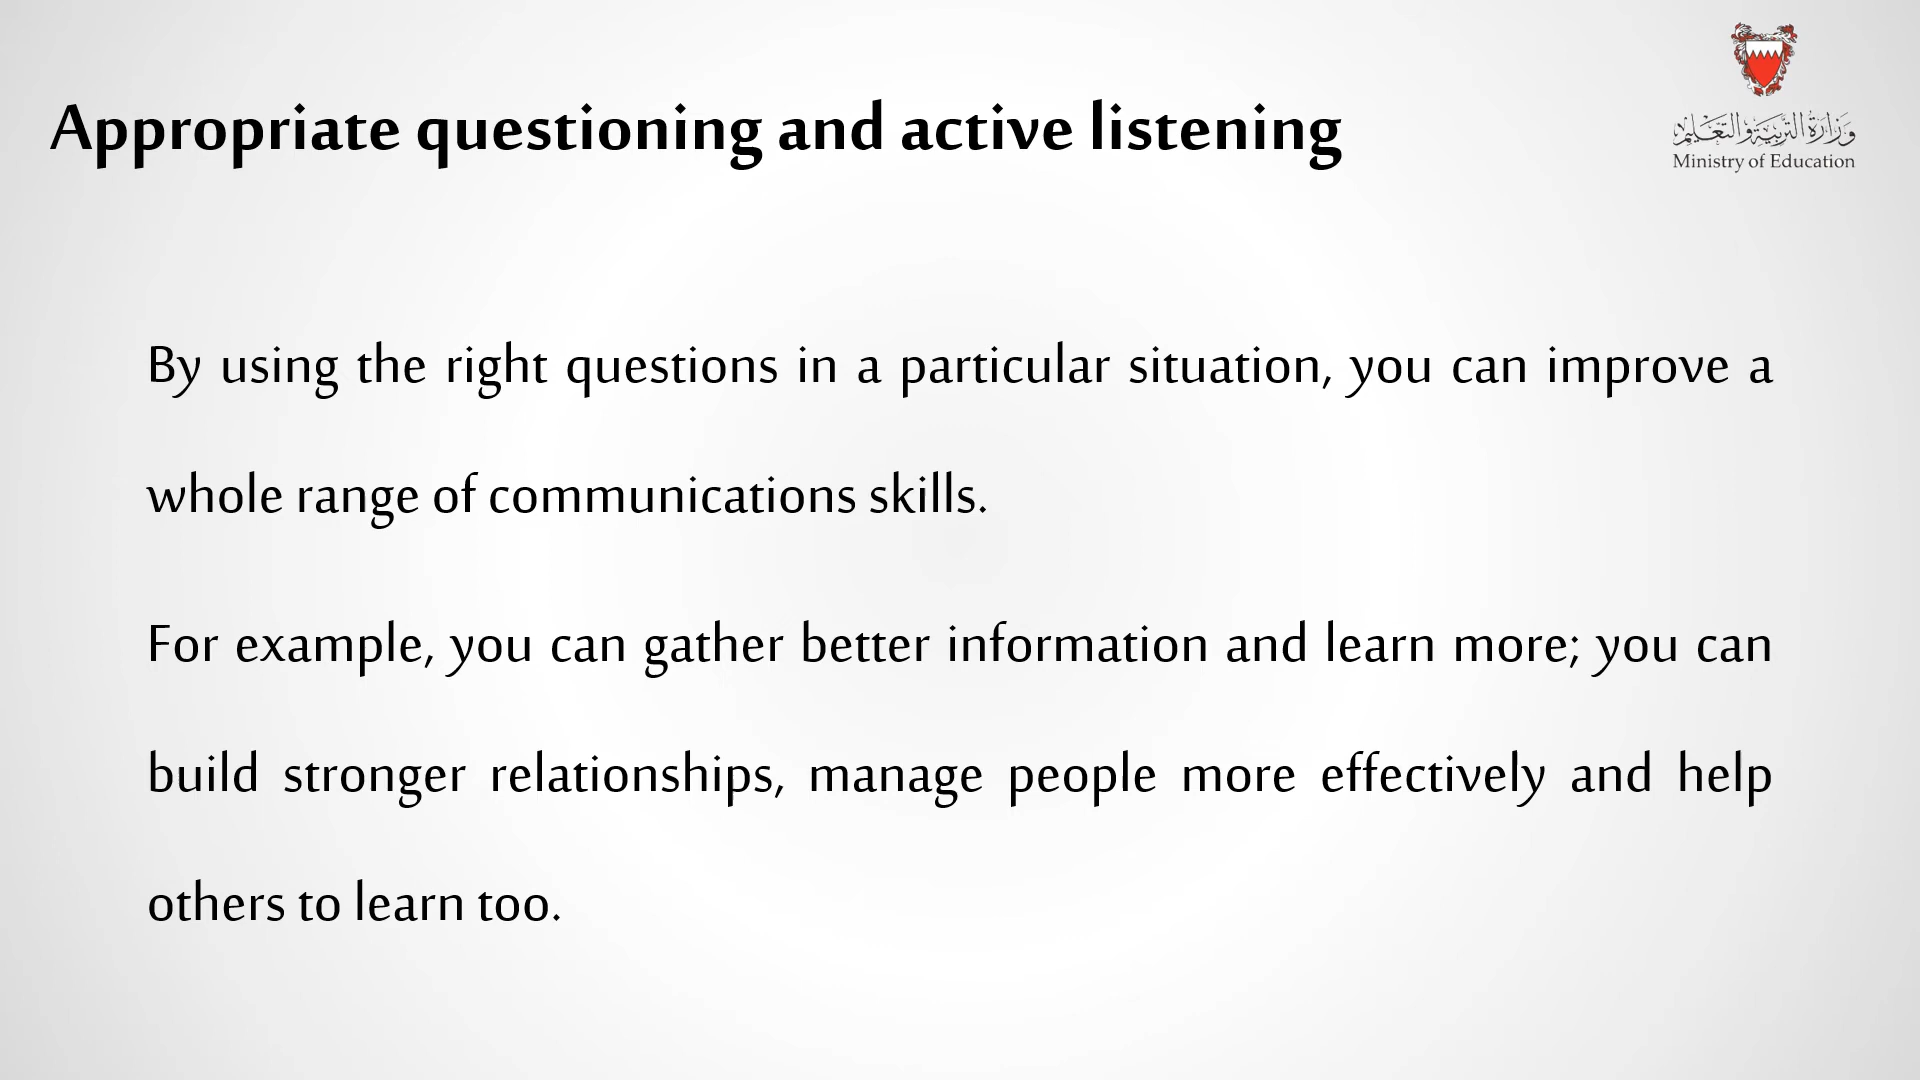 Appropriate questioning and active listening
وزارة التربية والتعليم
Ministry of Education
By using the right questions in a particular situation, you can improve a
whole range of communications skills.
For example, you can gather better information and learn more; you can
build stronger relationships, manage people more effectively and help
others to learn too.